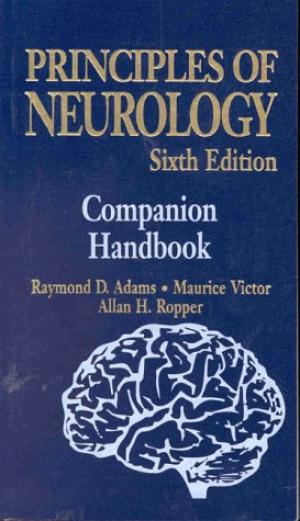 PRINCIPLES OF
NEUROLOGY
Sixth Edition
Companion
Handbook
Raymond D. Adams • Maurice Victor
Allan H. Ropper